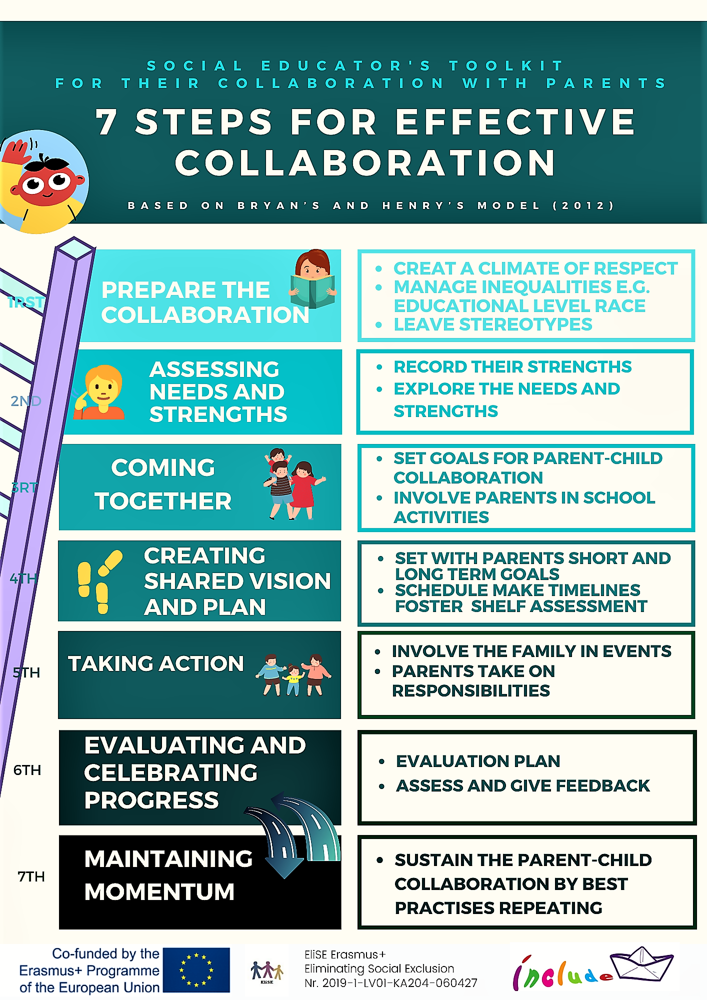 SOCIAL EDUCATOR'S TOOLKIT
FOR THEIR COLLABORATION WITH PARENTS
7 STEPS FOR EFFECTIVE
COLLABORATION
BASED ON BRYAN'S AND HENRY'S MODEL (2012)
1RST
PREPARE THE
COLLABORATION
• CREAT A CLIMATE OF RESPECT
• MANAGE INEQUALITIES E.G.
EDUCATIONAL LEVEL RACE
• LEAVE STEREOTYPES
2ND
ASSESSING
NEEDS AND
STRENGTHS
• RECORD THEIR STRENGTHS
• EXPLORE THE NEEDS AND
STRENGTHS
3RT
COMING
TOGETHER
• SET GOALS FOR PARENT-CHILD
COLLABORATION
• INVOLVE PARENTS IN SCHOOL
ACTIVITIES
4TH
CREATING
SHARED VISION
AND PLAN
• SET WITH PARENTS SHORT AND
LONG TERM GOALS
• SCHEDULE MAKE TIMELINES
FOSTER SHELF ASSESSMENT
5TH
TAKING ACTION
• INVOLVE THE FAMILY IN EVENTS
• PARENTS TAKE ON
RESPONSIBILITIES
6TH
EVALUATING AND
CELEBRATING
PROGRESS
• EVALUATION PLAN
• ASSESS AND GIVE FEEDBACK
7TH
MAINTAINING
MOMENTUM
• SUSTAIN THE PARENT-CHILD
COLLABORATION BY BEST
PRACTISES REPEATING
Co-funded by the
Erasmus+ Programme
of the European Union
EliSE
EliSE Erasmus+
Eliminating Social Exclusion
Nr. 2019-1-LV01-KA204-060427
include